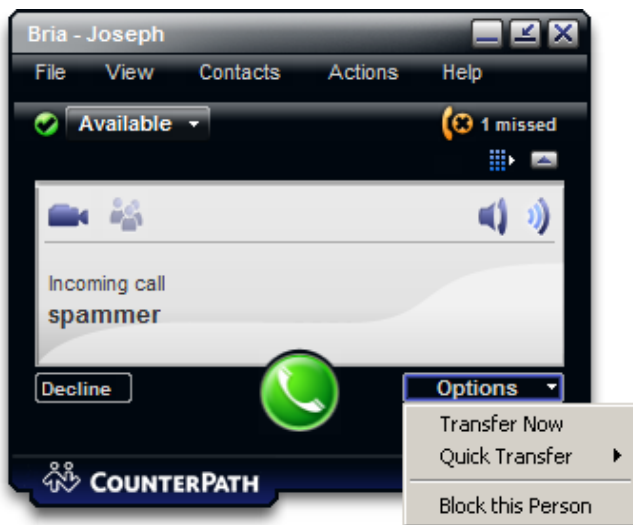 Bria - Joseph
File View Contacts Actions Help
Available 1 missed
Incoming call
spammer
Decline Options
Transfer Now
Quick Transfer
Block this Person
COUNTERPATH